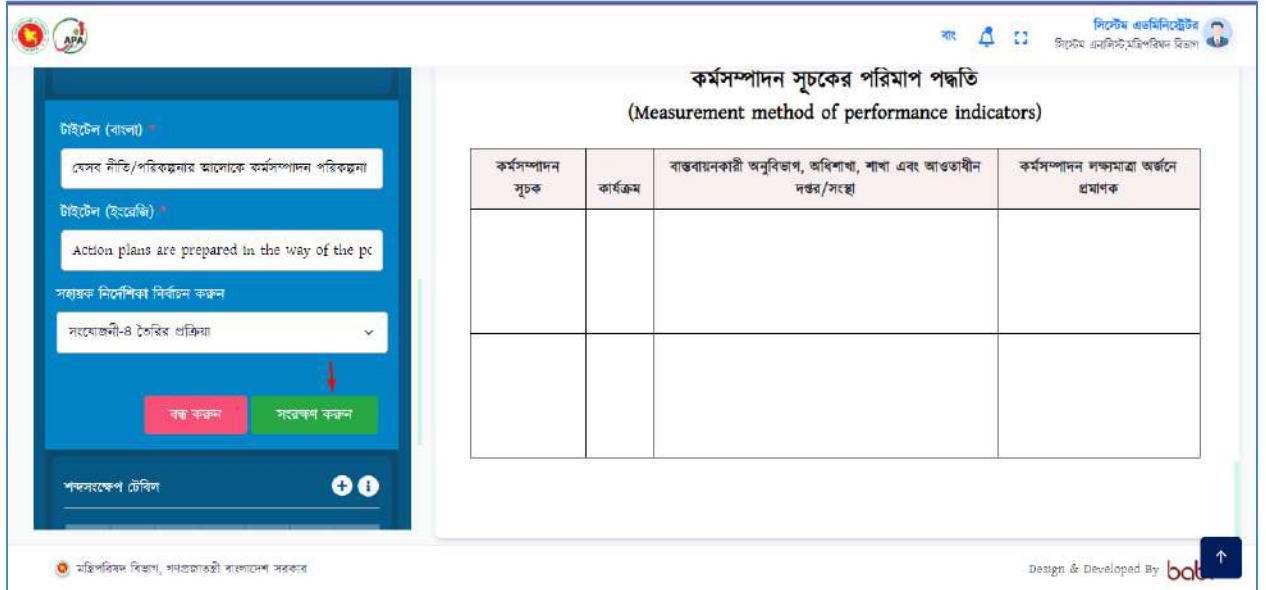 APA
বাং
সিস্টেম এডমিনিস্ট্রেটর
সিস্টেম এনালিস্ট,মন্ত্রিপরিষদ বিভাগ
টাইটেল (বাংলা) *
যেসব নীতি/পরিকল্পনার আলোকে কর্মসম্পাদন পরিকল্পনা
টাইটেল (ইংরেজি) *
Action plans are prepared in the way of the po
সহায়ক নির্দেশিকা নির্বাচন করুন
সংযোজনী-৪ তৈরির প্রক্রিয়া
বন্ধ করুন
সংরক্ষণ করুন
শব্দসংক্ষেপ টেবিল
কর্মসম্পাদন সূচকের পরিমাপ পদ্ধতি
(Measurement method of performance indicators)
কর্মসম্পাদন
সূচক
কার্যক্রম
বাস্তবায়নকারী অনুবিভাগ, অধিশাখা, শাখা এবং আওতাধীন
দপ্তর/সংস্থা
কর্মসম্পাদন লক্ষ্যমাত্রা অর্জনে
প্রমাণক
মন্ত্রিপরিষদ বিভাগ, গণপ্রজাতন্ত্রী বাংলাদেশ সরকার
Design & Developed By